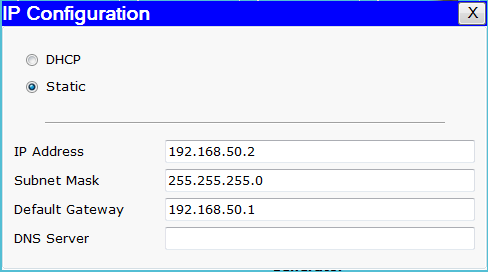 IP Configuration X
DHCP
Static
IP Address 192.168.50.2
Subnet Mask 255.255.255.0
Default Gateway 192.168.50.1
DNS Server